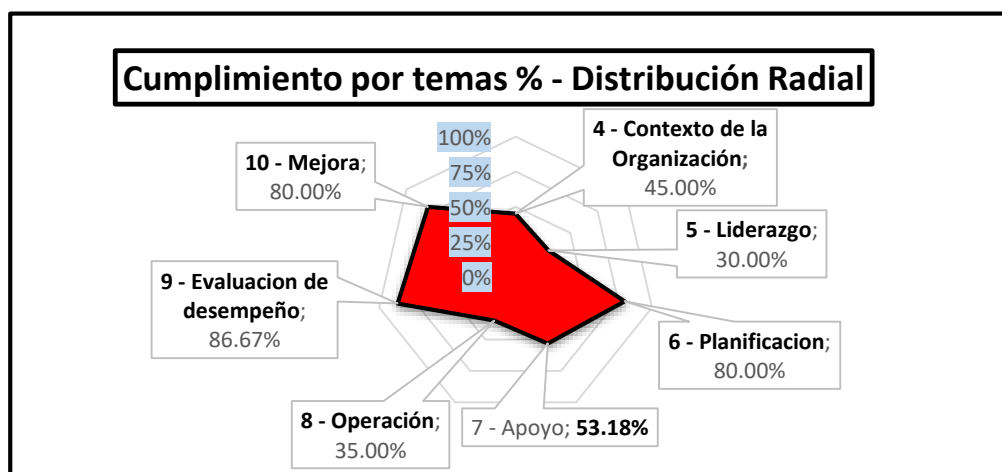 Cumplimiento por temas % - Distribución Radial
100%
75%
50%
25%
0%
4 - Contexto de la
Organización;
45.00%
5 - Liderazgo;
30.00%
6 - Planificacion;
80.00%
7 - Apoyo; 53.18%
8 - Operación;
35.00%
9 - Evaluacion de
desempeño;
86.67%
10 - Mejora;
80.00%